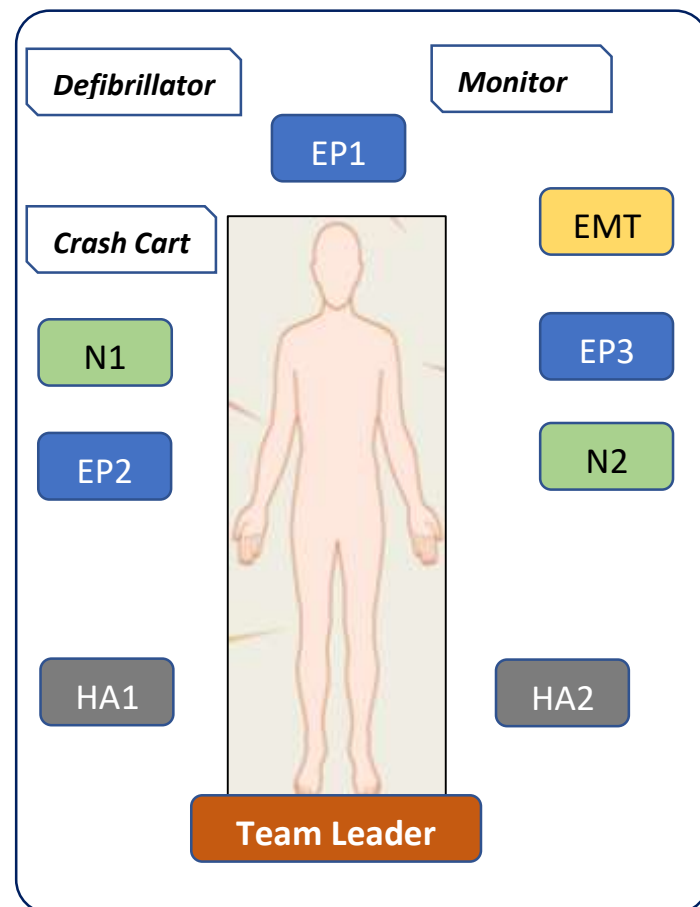 Defibrillator
Monitor
EP1
EMT
Crash Cart
N1
EP3
EP2
N2
HA1
HA2
Team Leader